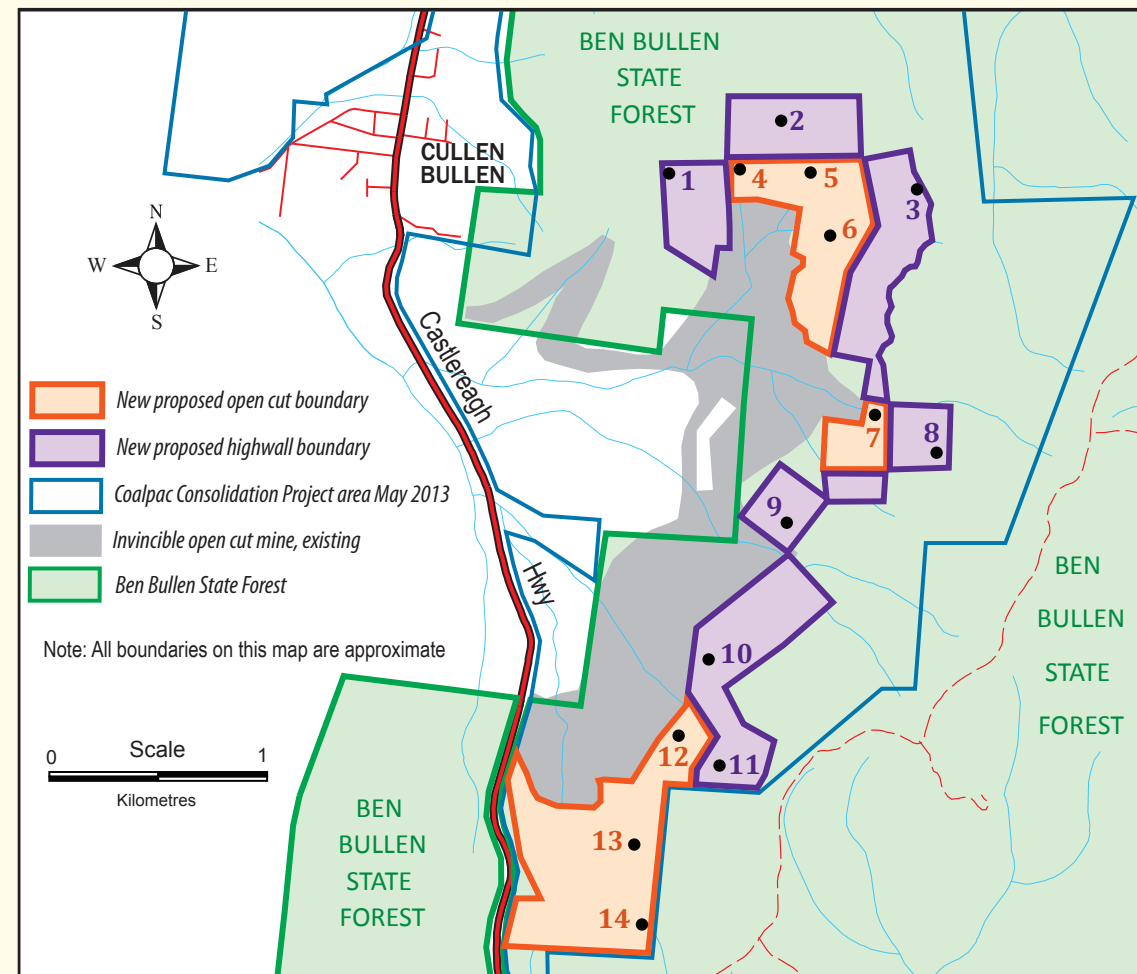 BEN BULLEN
STATE
FOREST
CULLEN
BULLEN
N
W
E
S
1
2
3
4
5
6
7
8
9
10
11
12
13
14
Castlereagh
Hwy
New proposed open cut boundary
New proposed highwall boundary
Coalpac Consolidation Project area May 2013
Invincible open cut mine, existing
Ben Bullen State Forest
Note: All boundaries on this map are approximate
0 Scale 1
Kilometres
BEN
BULLEN
STATE
FOREST
BEN
BULLEN
STATE
FOREST